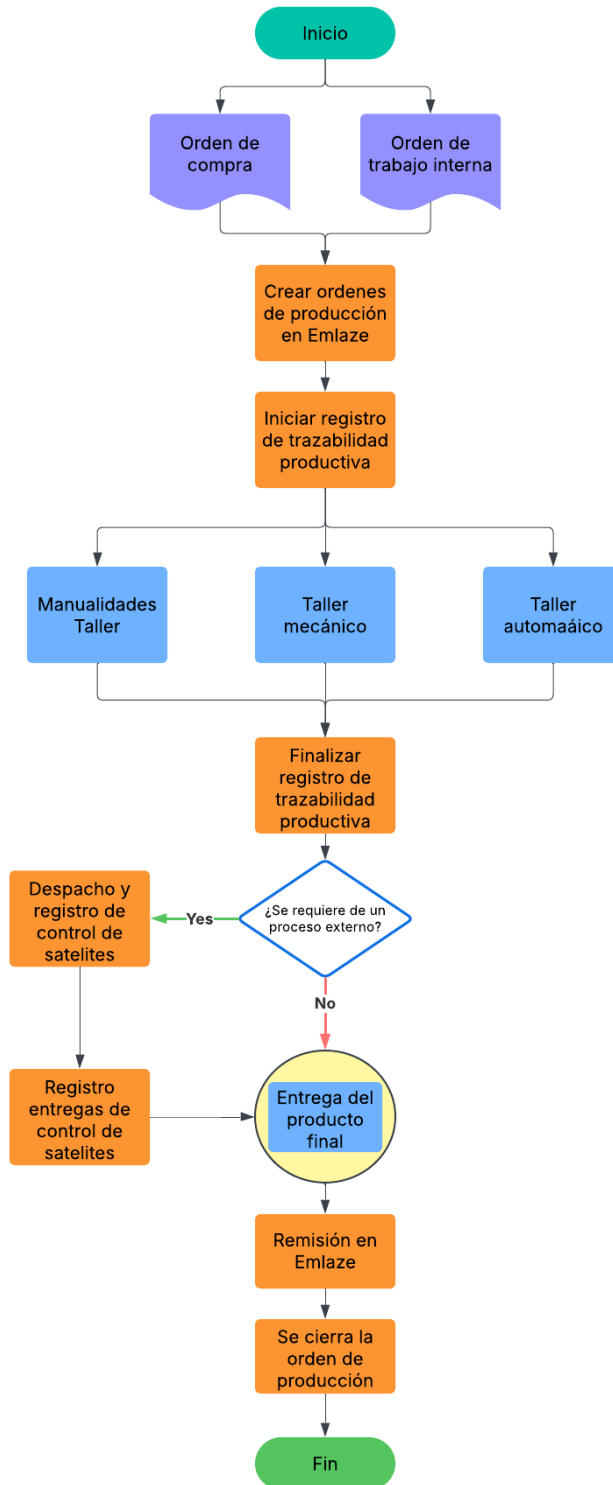 Inicio
Orden de
compra
Orden de
trabajo interna
Crear ordenes
de producción
en Emlaze
Iniciar registro
de trazabilidad
productiva
Manualidades
Taller
Taller
mecánico
Taller
automaáico
Finalizar
registro de
trazabilidad
productiva
¿Se requiere de un
proceso externo?
Yes
Despacho y
registro de
control de
satelites
No
Registro
entregas de
control de
satelites
Entrega del
producto
final
Remisión en
Emlaze
Se cierra la
orden de
producción
Fin